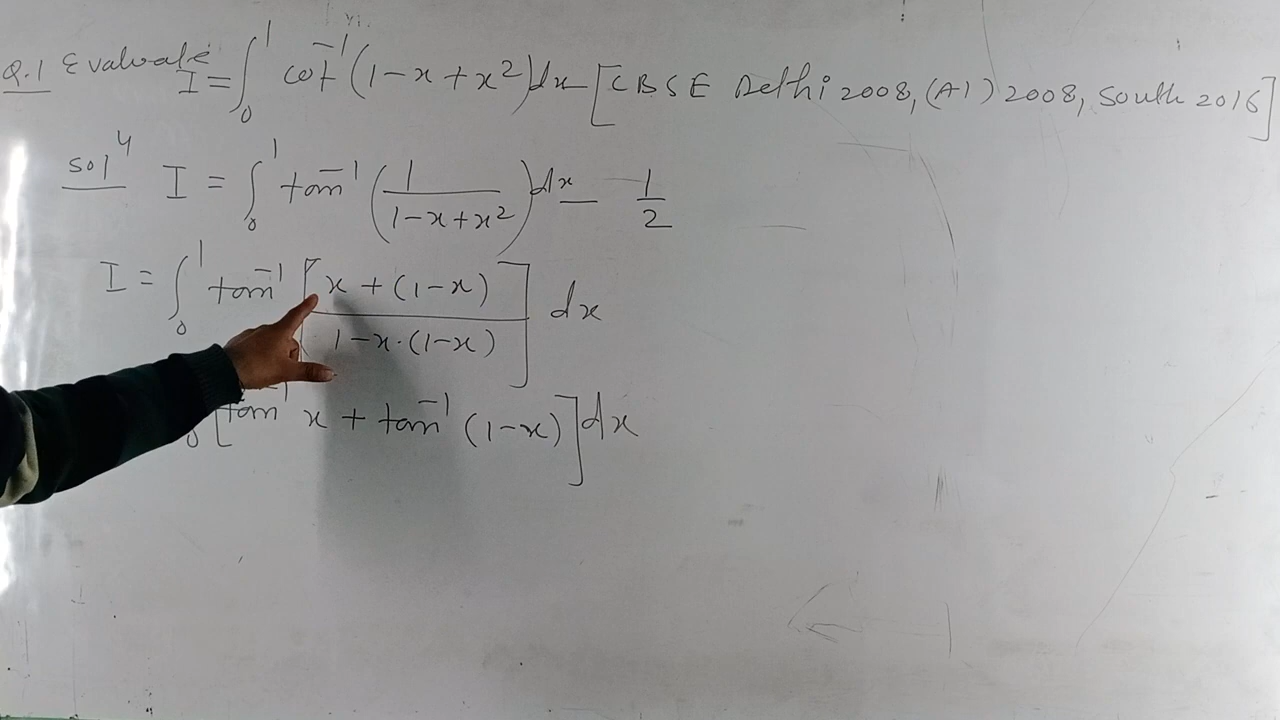 Q.1 Evaluate I = ∫₀¹ cot⁻¹(1-x+x²)dx [CBSE Delhi 2008, (AI) 2008, South 2016]
solⁿ I = ∫₀¹ tan⁻¹(1/(1-x+x²))dx — 1/2
I = ∫₀¹ tan⁻¹[(x+(1-x))/(1-x.(1-x))] dx
[tan⁻¹ x + tan⁻¹ (1-x)]dx